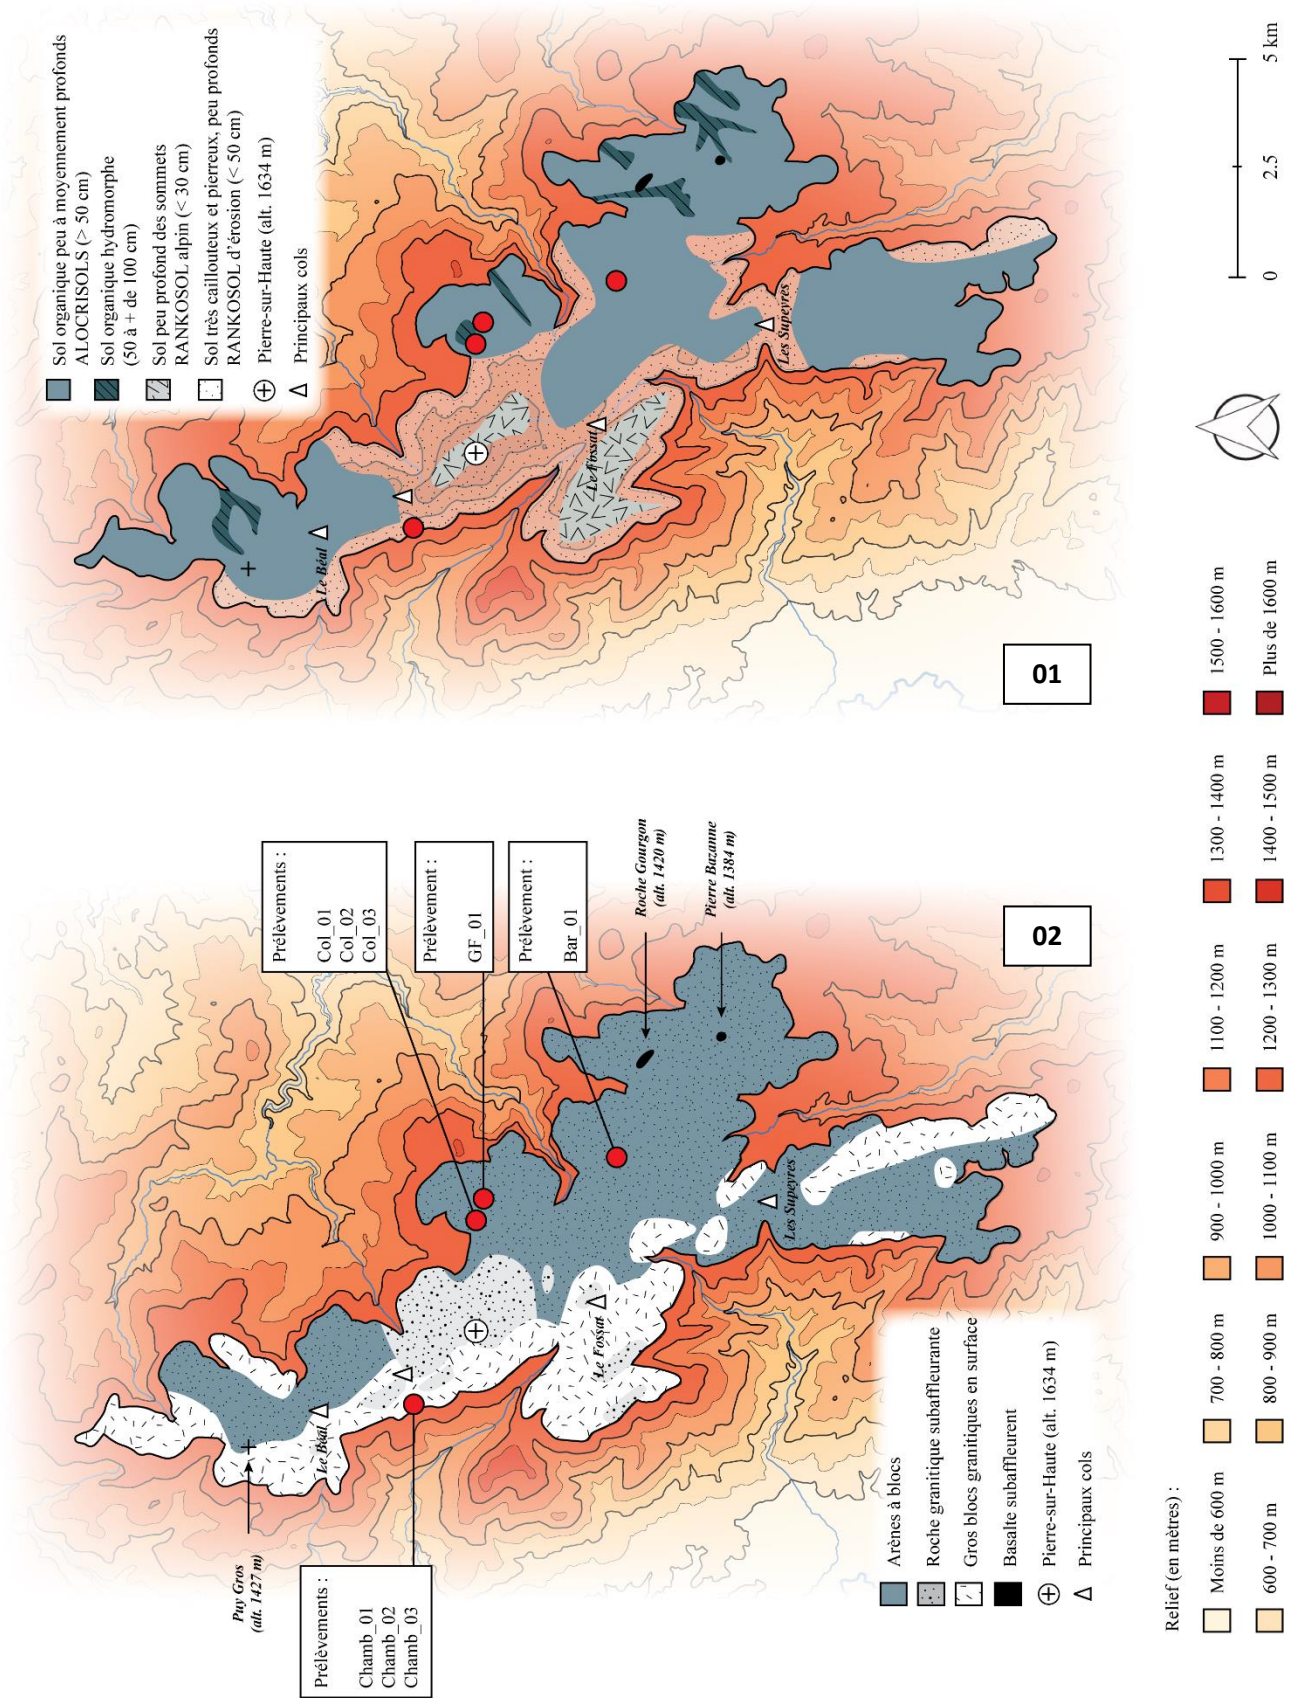 Sol organique peu à moyennement profonds
ALOCRISOLS (> 50 cm)
Sol organique hydromorphe
(50 à + de 100 cm)
Sol peu profond des sommets
RANKOSOL alpin (< 30 cm)
Sol très caillouteux et pierreux, peu profonds
RANKOSOL d'érosion (< 50 cm)
Pierre-sur-Haute (alt. 1634 m)
Principaux cols
Le Béal
Le Fossat
Les Supeyres
01
Puy Gros
(alt. 1427 m)
Prélèvements :
Chamb_01
Chamb_02
Chamb_03
Prélèvements :
Col_01
Col_02
Col_03
Prélèvement :
GF_01
Prélèvement :
Bar_01
Roche Gourgon
(alt. 1420 m)
Pierre Bazanne
(alt. 1384 m)
Le Béal
Le Fossat
Les Supeyres
02
Arènes à blocs
Roche granitique subaffleurante
Gros blocs granitiques en surface
Basalte subaffleurent
Pierre-sur-Haute (alt. 1634 m)
Principaux cols
Relief (en mètres) :
Moins de 600 m
600 - 700 m
700 - 800 m
800 - 900 m
900 - 1000 m
1000 - 1100 m
1100 - 1200 m
1200 - 1300 m
1300 - 1400 m
1400 - 1500 m
1500 - 1600 m
Plus de 1600 m
0
2.5
5 km